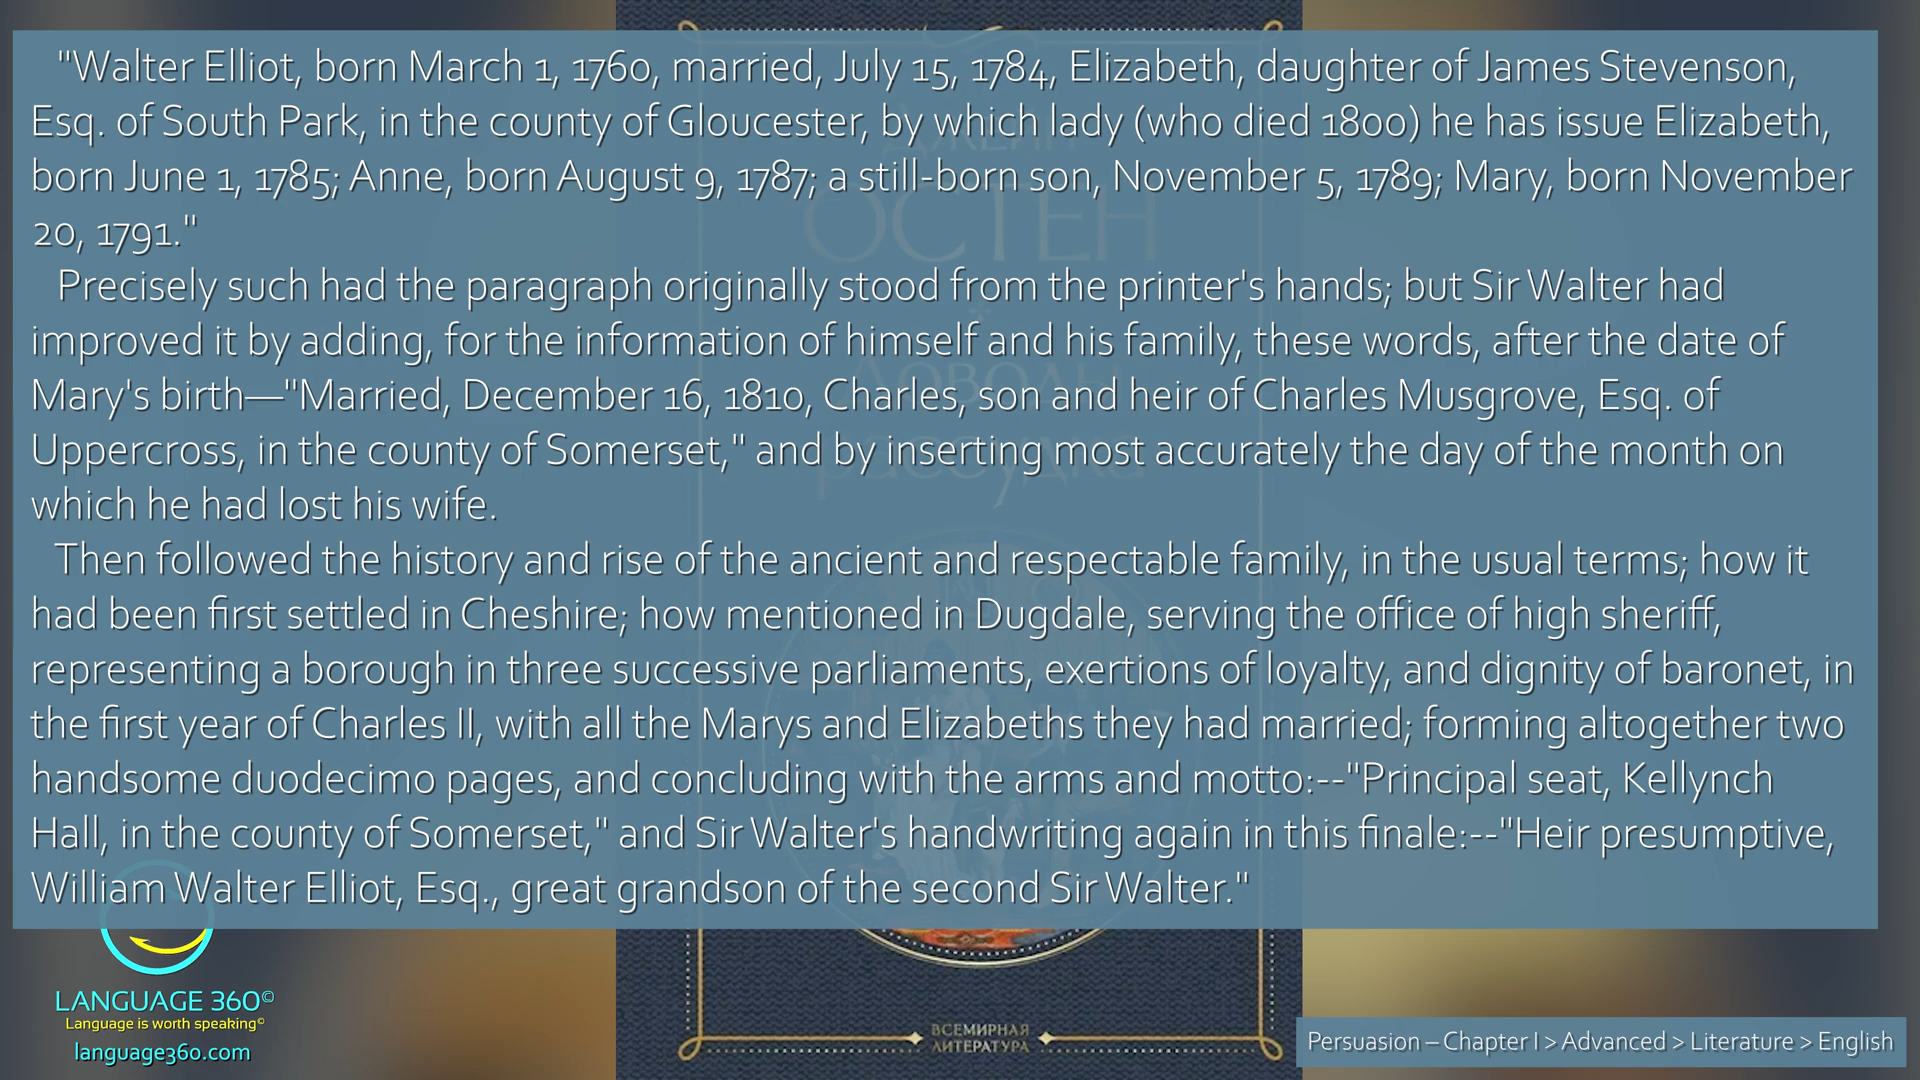 "Walter Elliot, born March 1, 1760, married, July 15, 1784, Elizabeth, daughter of James Stevenson,
Esq. of South Park, in the county of Gloucester, by which lady (who died 1800) he has issue Elizabeth,
born June 1, 1785; Anne, born August 9, 1787; a still-born son, November 5, 1789; Mary, born November
20, 1791."
Precisely such had the paragraph originally stood from the printer's hands; but Sir Walter had
improved it by adding, for the information of himself and his family, these words, after the date of
Mary's birth—"Married, December 16, 1810, Charles, son and heir of Charles Musgrove, Esq. of
Uppercross, in the county of Somerset," and by inserting most accurately the day of the month on
which he had lost his wife.
Then followed the history and rise of the ancient and respectable family, in the usual terms; how it
had been first settled in Cheshire; how mentioned in Dugdale, serving the office of high sheriff,
representing a borough in three successive parliaments, exertions of loyalty, and dignity of baronet, in
the first year of Charles II, with all the Marys and Elizabeths they had married; forming altogether two
handsome duodecimo pages, and concluding with the arms and motto:--"Principal seat, Kellynch
Hall, in the county of Somerset," and Sir Walter's handwriting again in this finale:--"Heir presumptive,
William Walter Elliot, Esq., great grandson of the second Sir Walter."
ДЖЕЙН
ОСТЕН
ДОВОДЫ
рассудка
LANGUAGE 360©
Language is worth speaking©
language360.com
ВСЕМИРНАЯ
ЛИТЕРАТУРА
Persuasion – Chapter I > Advanced > Literature > English